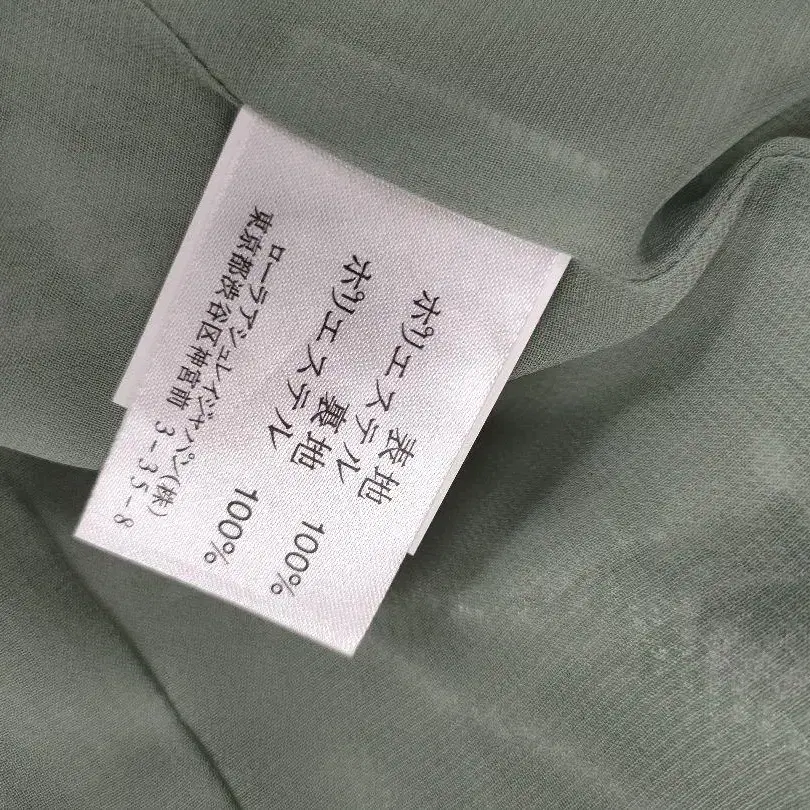 表地
ポリエステル 100%
裏地
ポリエステル 100%
ローラアシュレイジャパン(株)
東京都渋谷区神宮前 3-35-8